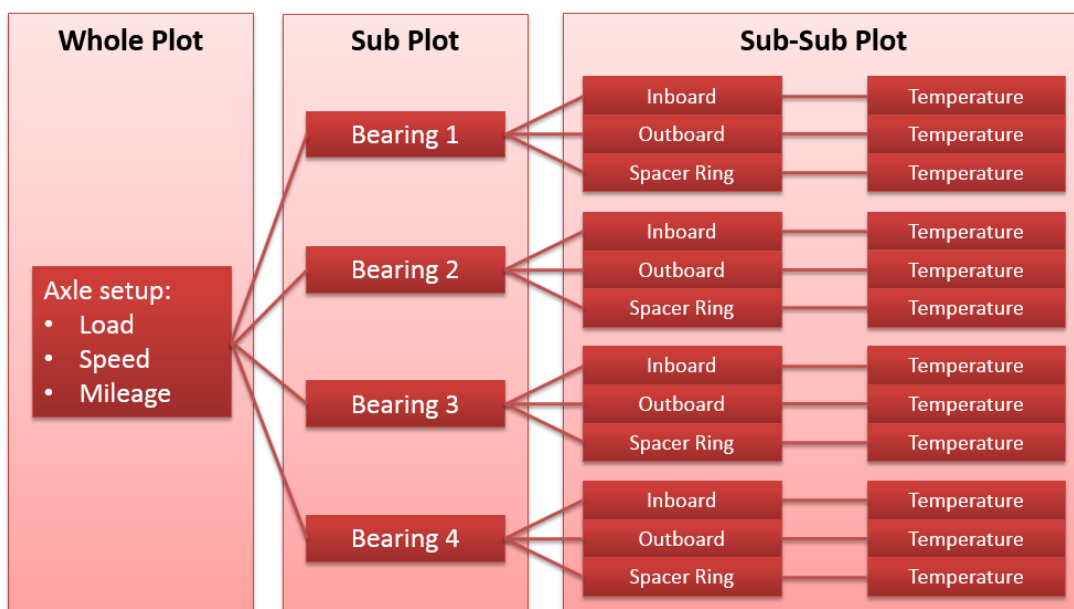 Whole Plot
Sub Plot
Sub-Sub Plot
Axle setup:
• Load
• Speed
• Mileage
Bearing 1
Inboard
Temperature
Outboard
Temperature
Spacer Ring
Temperature
Bearing 2
Inboard
Temperature
Outboard
Temperature
Spacer Ring
Temperature
Bearing 3
Inboard
Temperature
Outboard
Temperature
Spacer Ring
Temperature
Bearing 4
Inboard
Temperature
Outboard
Temperature
Spacer Ring
Temperature